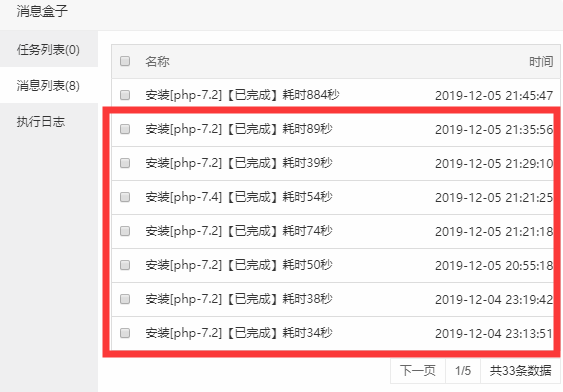 消息盒子
任务列表(0)
消息列表(8)
执行日志
名称 时间
安装[php-7.2]【已完成】耗时884秒 2019-12-05 21:45:47
安装[php-7.2]【已完成】耗时89秒 2019-12-05 21:35:56
安装[php-7.2]【已完成】耗时39秒 2019-12-05 21:29:10
安装[php-7.4]【已完成】耗时54秒 2019-12-05 21:21:25
安装[php-7.2]【已完成】耗时74秒 2019-12-05 21:21:18
安装[php-7.2]【已完成】耗时50秒 2019-12-05 20:55:18
安装[php-7.2]【已完成】耗时38秒 2019-12-04 23:19:42
安装[php-7.2]【已完成】耗时34秒 2019-12-04 23:13:51
下一页 1/5 共33条数据